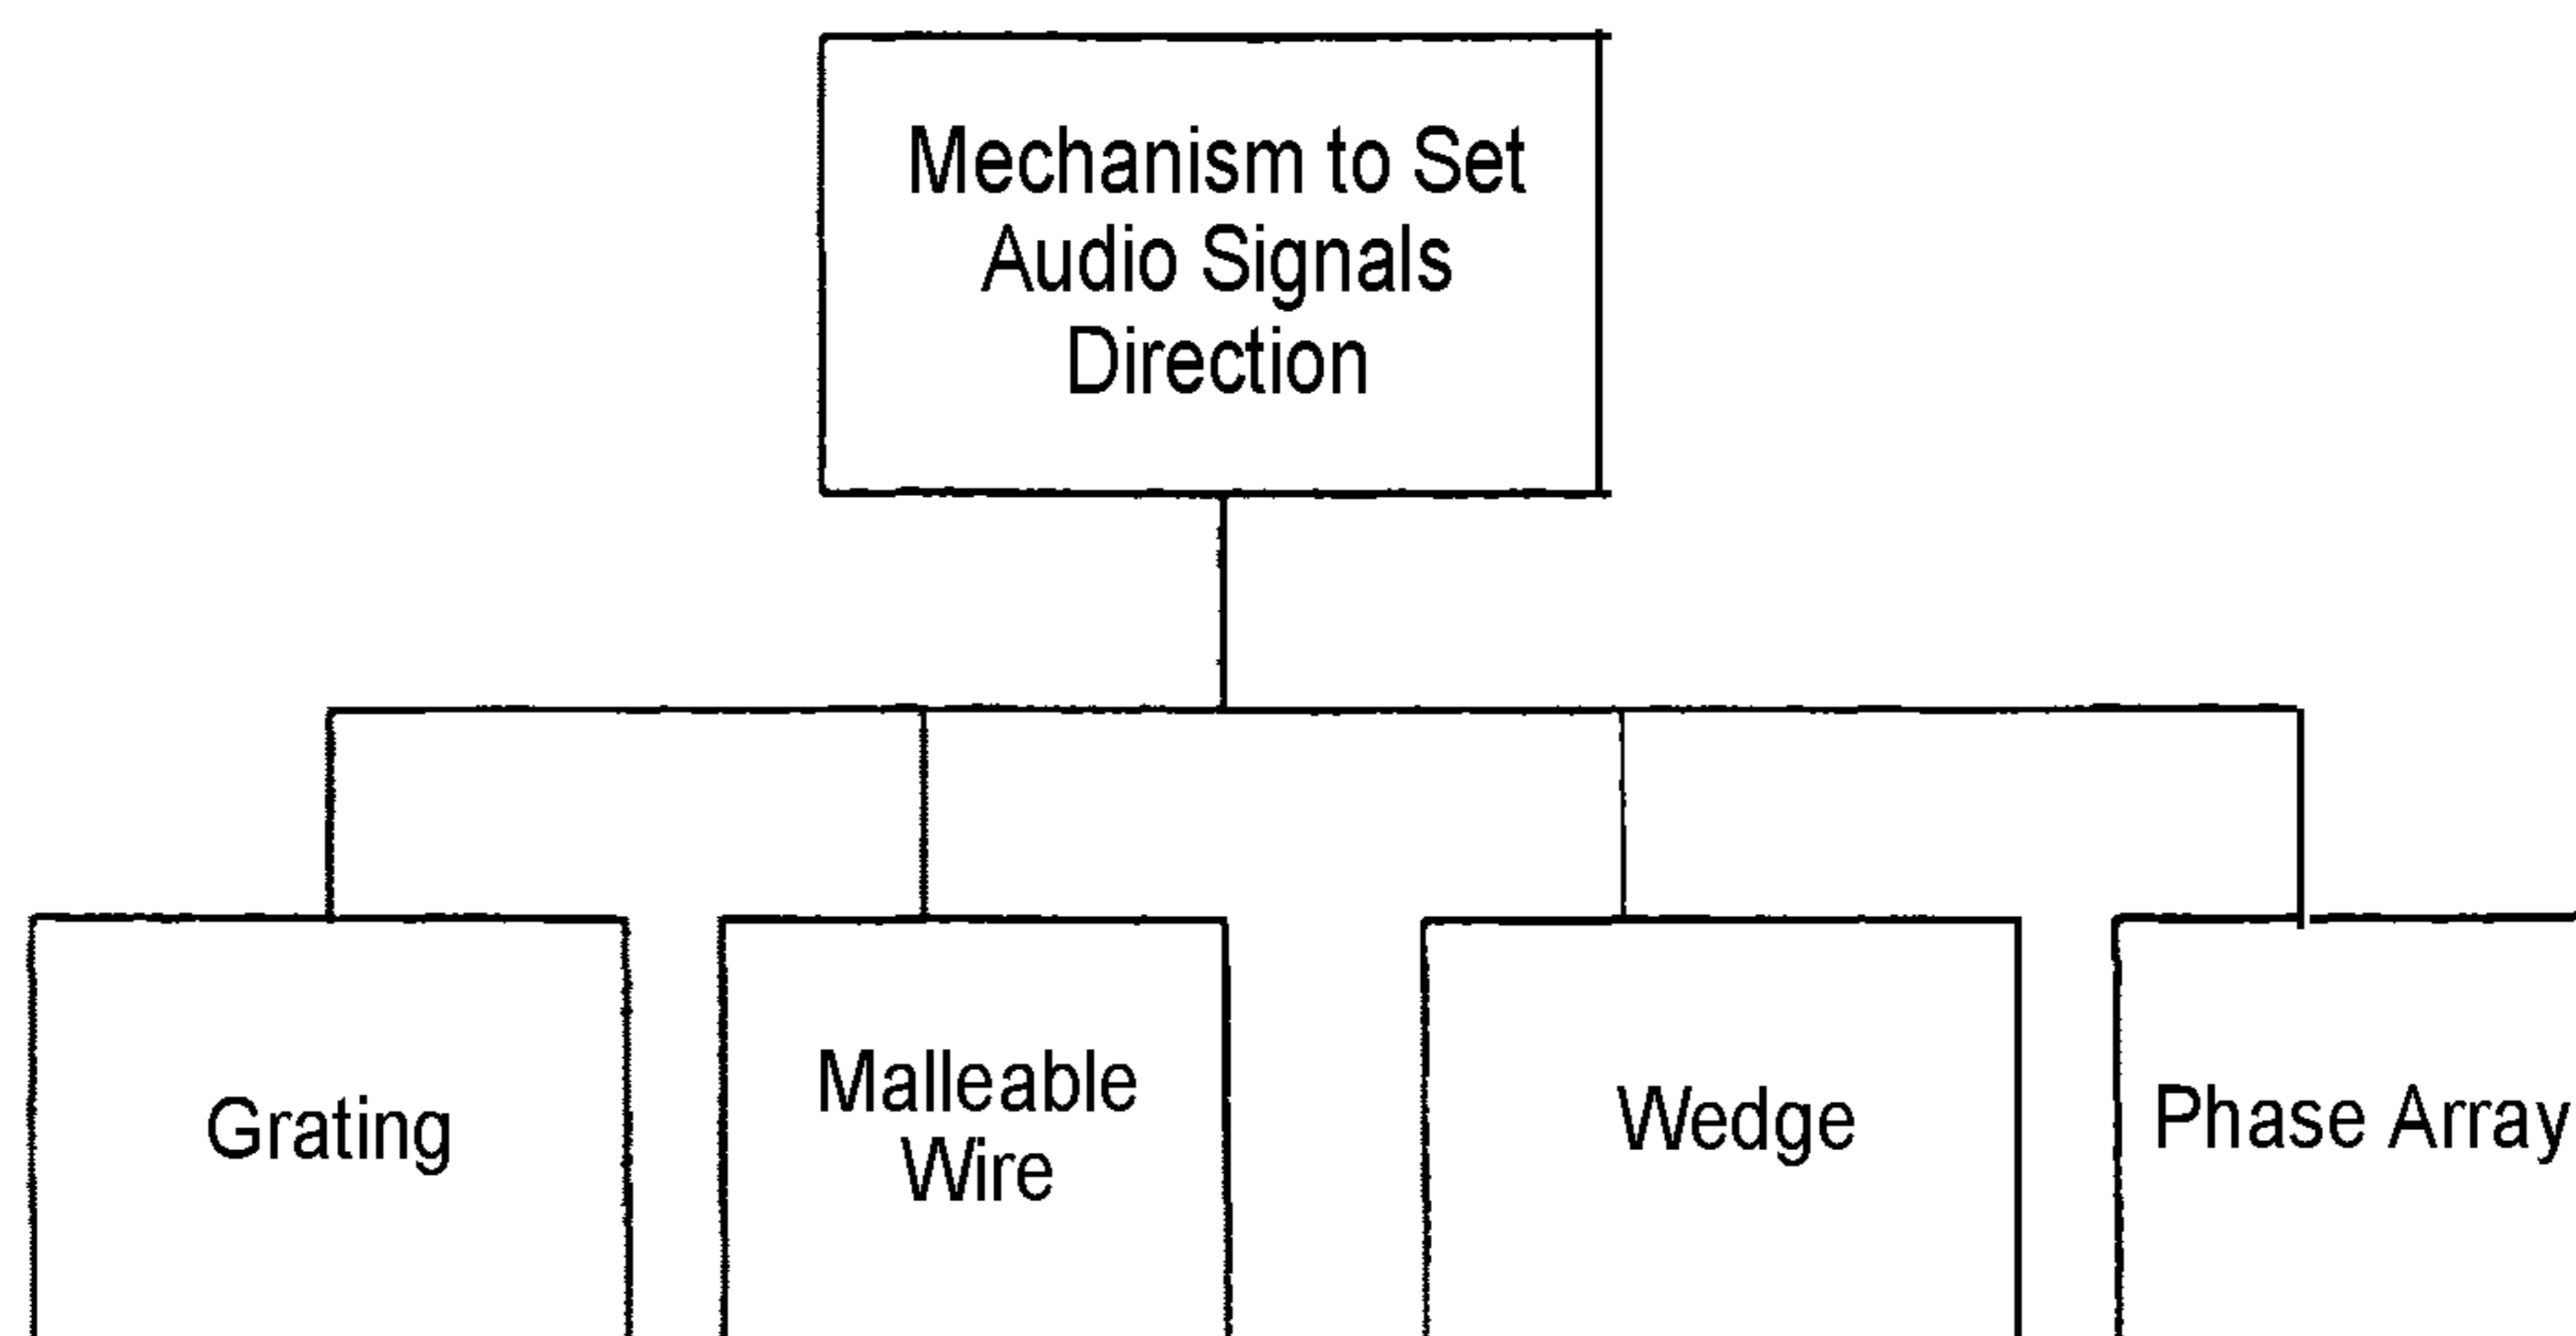 Mechanism to Set
Audio Signals
Direction
Grating
Malleable
Wire
Wedge
Phase Array